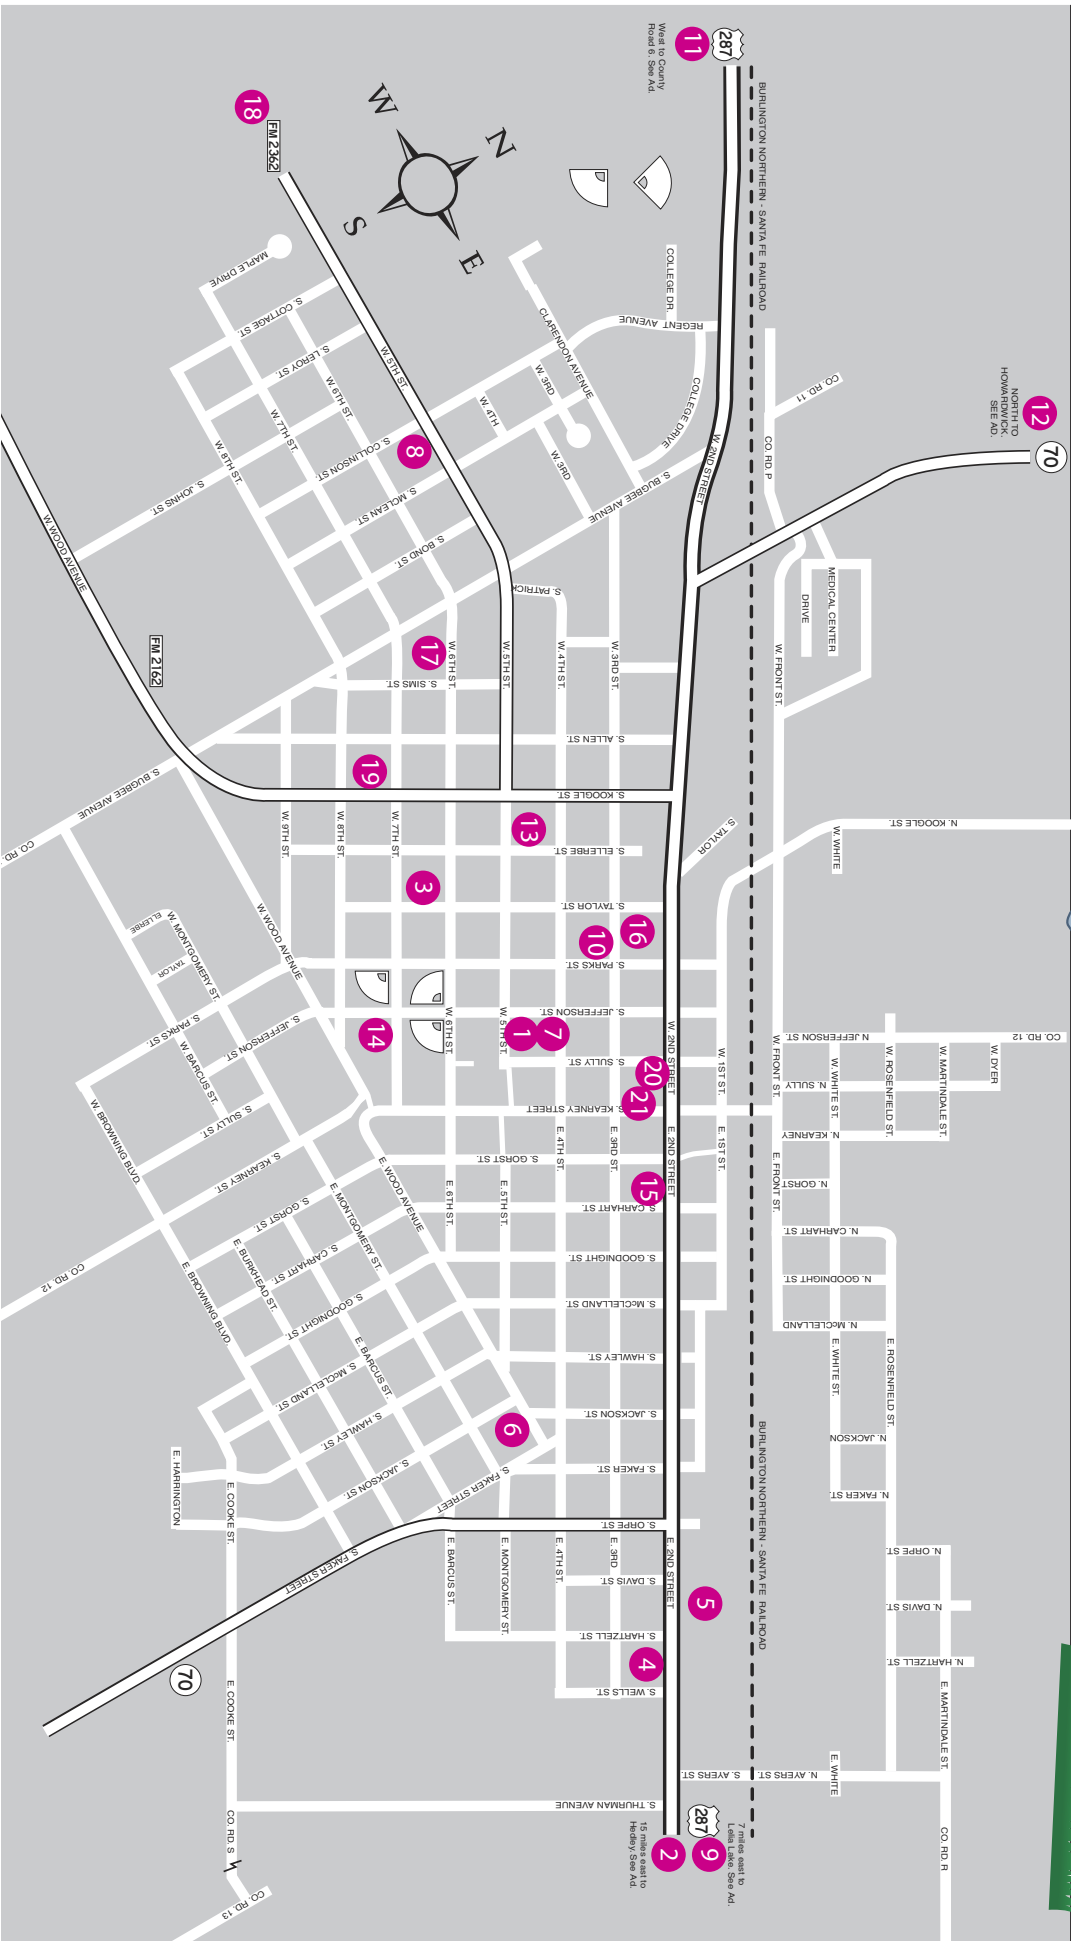 287
11
West to County
Road 6. See Ad.
BURLINGTON NORTHERN - SANTA FE RAILROAD
12
NORTH TO
HOWARDWICK.
SEE AD.
70
18
FM 2362
N
W
S
E
MAPLE DRIVE
S. COTTAGE ST.
S. LEROY ST.
W. 5TH ST.
W. 6TH ST.
W. 7TH ST.
W. 8TH ST.
S. COLLINSON ST.
S. MCLEAN ST.
S. BOND ST.
S. JOHNS ST.
CLARENDON AVENUE
COLLEGE DR.
REGENT AVENUE
COLLEGE DRIVE
W. 3RD
W. 4TH
W. 3RD
8
S. BUGBEE AVENUE
W. 2ND STREET
CO. RD. 11
CO. RD. P
MEDICAL CENTER
DRIVE
W. FRONT ST.
W. WOOD AVENUE
FM 2162
S. PATRICK
17
W. 6TH ST.
W. 5TH ST.
W. 4TH ST.
W. 3RD ST.
S. SIMS ST.
S. ALLEN ST.
19
S. KOOGLE ST.
S. BUGBEE AVENUE
CO. RD.
W. 9TH ST.
W. 8TH ST.
W. 7TH ST.
13
S. ELLERBE ST.
S. TAYLOR
N. KOOGLE ST.
W. WHITE
3
S. TAYLOR ST.
16
10
S. PARKS ST.
W. WOOD AVENUE
ELLERBE
W. MONTGOMERY ST.
TAYLOR
S. PARKS ST.
W. BARCUS ST.
S. JEFFERSON ST.
14
W. 6TH ST.
W. 5TH ST.
1
7
S. JEFFERSON ST.
S. SULLY ST.
20
21
W. 2ND STREET
W. 1ST ST.
W. FRONT ST.
N JEFFERSON ST.
CO. RD. 12
N. SULLY ST.
W. WHITE ST.
W. ROSENFIELD ST.
W. MARTINDALE ST.
W. DYER
N. KEARNEY
S. KEARNEY STREET
W. BROWNING BLVD.
S. SULLY ST.
S. KEARNEY ST.
E. WOOD AVENUE
E. MONTGOMERY ST.
S. GORST ST.
E. 4TH ST.
E. 3RD ST.
E. 2ND STREET
E. 1ST ST.
E. FRONT ST.
N. GORST
15
E. 6TH ST.
E. 5TH ST.
S. CARHART ST.
N. CARHART ST.
S. GORST ST.
E. BURKHEAD ST.
S. CARHART ST.
CO. RD. 12
E. BROWNING BLVD.
S. GOODNIGHT ST.
S. GOODNIGHT ST.
N. GOODNIGHT ST.
S. McCLELLAND ST.
N. McCLELLAND
E. BARCUS ST.
S. McCLELLAND ST.
S. HAWLEY ST.
E. WHITE ST.
E. ROSENFIELD ST.
S. HAWLEY ST.
6
S. JACKSON ST.
N. JACKSON
S. JACKSON ST.
S. FAKER STREET
S. FAKER ST.
N. FAKER ST.
BURLINGTON NORTHERN - SANTA FE RAILROAD
E. HARRINGTON
E. COOKE ST.
S. ORPE ST.
N. ORPE ST.
S. FAKER STREET
E. BARCUS ST.
E. MONTGOMERY ST.
E. 4TH ST.
E. 3RD
E. 2ND STREET
S. DAVIS ST.
N. DAVIS ST.
5
S. HARTZELL ST.
N. HARTZELL ST.
4
S. WELLS ST.
70
E. COOKE ST.
E. MARTINDALE ST.
S. AYERS ST.
N. AYERS ST.
E. WHITE
S. THURMAN AVENUE
CO. RD. S
CO. RD. 13
CO. RD. R
287
2
9
15 miles east to
Hedley. See Ad.
7 miles east to
Lelia Lake. See Ad.